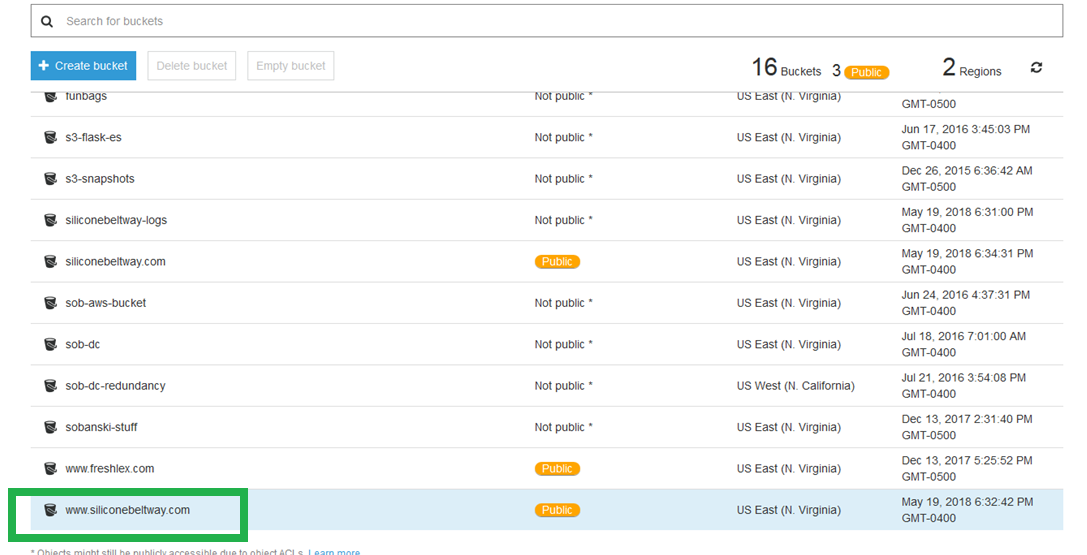 Search for buckets
Create bucket Delete bucket Empty bucket 16 Buckets 3 Public 2 Regions
funbags Not public * US East (N. Virginia)
GMT-0500
s3-flask-es Not public * US East (N. Virginia) Jun 17, 2016 3:45:03 PM
GMT-0400
s3-snapshots Not public * US East (N. Virginia) Dec 26, 2015 6:36:42 AM
GMT-0500
siliconebeltway-logs Not public * US East (N. Virginia) May 19, 2018 6:31:00 PM
GMT-0400
siliconebeltway.com Public US East (N. Virginia) May 19, 2018 6:34:31 PM
GMT-0400
sob-aws-bucket Not public * US East (N. Virginia) Jun 24, 2016 4:37:31 PM
GMT-0400
sob-dc Not public * US East (N. Virginia) Jul 18, 2016 7:01:00 AM
GMT-0400
sob-dc-redundancy Not public * US West (N. California) Jul 21, 2016 3:54:08 PM
GMT-0400
sobanski-stuff Not public * US East (N. Virginia) Dec 13, 2017 2:31:40 PM
GMT-0500
www.freshlex.com Public US East (N. Virginia) Dec 13, 2017 5:25:52 PM
GMT-0500
www.siliconebeltway.com Public US East (N. Virginia) May 19, 2018 6:32:42 PM
GMT-0400
* Objects might still be publicly accessible due to object ACLs. Learn more